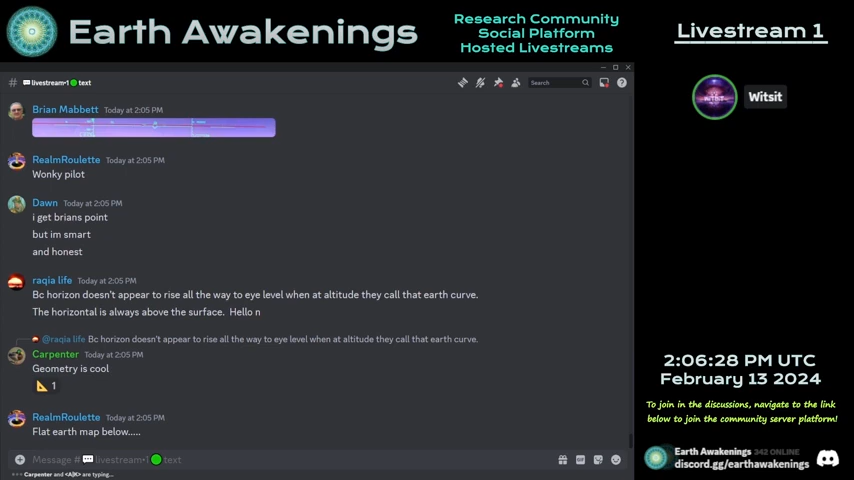 Earth Awakenings
Research Community
Social Platform
Hosted Livestreams
Livestream 1
# livestream•1 text
Search
WITSIT
Witsit
Brian Mabbett Today at 2:05 PM
RealmRoulette Today at 2:05 PM
Wonky pilot
Dawn Today at 2:05 PM
i get brians point
but im smart
and honest
raqia life Today at 2:05 PM
Bc horizon doesn't appear to rise all the way to eye level when at altitude they call that earth curve.
The horizontal is always above the surface. Hello n
@raqia life Bc horizon doesn't appear to rise all the way to eye level when at altitude they call that earth curve.
Carpenter Today at 2:05 PM
Geometry is cool
1
RealmRoulette Today at 2:05 PM
Flat earth map below.....
Message # livestream•1 text
GIF
Carpenter and <A|K> are typing...
2:06:28 PM UTC
February 13 2024
To join in the discussions, navigate to the link
below to join the community server platform!
Earth Awakenings 342 ONLINE
discord.gg/earthawakenings